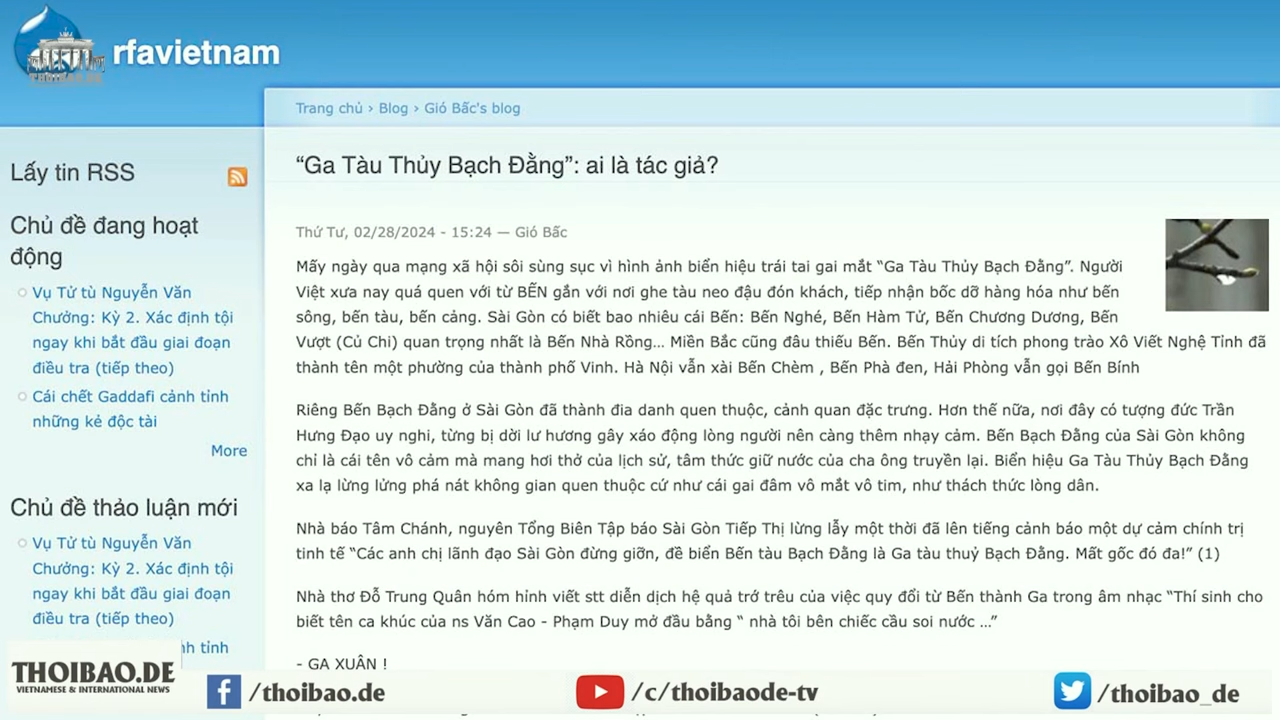 rfavietnam
THOIBAO.DE
Trang chủ › Blog › Gió Bấc's blog
Lấy tin RSS
Chủ đề đang hoạt
động
Vụ Tử tù Nguyễn Văn
Chưởng: Kỳ 2. Xác định tội
ngay khi bắt đầu giai đoạn
điều tra (tiếp theo)
Cái chết Gaddafi cảnh tỉnh
những kẻ độc tài
More
Chủ đề thảo luận mới
Vụ Tử tù Nguyễn Văn
Chưởng: Kỳ 2. Xác định tội
ngay khi bắt đầu giai đoạn
điều tra (tiếp theo)
nh tỉnh
“Ga Tàu Thủy Bạch Đằng”: ai là tác giả?
Thứ Tư, 02/28/2024 - 15:24 — Gió Bấc
Mấy ngày qua mạng xã hội sôi sùng sục vì hình ảnh biển hiệu trái tai gai mắt “Ga Tàu Thủy Bạch Đằng”. Người
Việt xưa nay quá quen với từ BẾN gắn với nơi ghe tàu neo đậu đón khách, tiếp nhận bốc dỡ hàng hóa như bến
sông, bến tàu, bến cảng. Sài Gòn có biết bao nhiêu cái Bến: Bến Nghé, Bến Hàm Tử, Bến Chương Dương, Bến
Vượt (Củ Chi) quan trọng nhất là Bến Nhà Rồng… Miền Bắc cũng đâu thiếu Bến. Bến Thủy di tích phong trào Xô Viết Nghệ Tỉnh đã
thành tên một phường của thành phố Vinh. Hà Nội vẫn xài Bến Chèm , Bến Phà đen, Hải Phòng vẫn gọi Bến Bính
Riêng Bến Bạch Đằng ở Sài Gòn đã thành đia danh quen thuộc, cảnh quan đặc trưng. Hơn thế nữa, nơi đây có tượng đức Trần
Hưng Đạo uy nghi, từng bị dời lư hương gây xáo động lòng người nên càng thêm nhạy cảm. Bến Bạch Đằng của Sài Gòn không
chỉ là cái tên vô cảm mà mang hơi thở của lịch sử, tâm thức giữ nước của cha ông truyền lại. Biển hiệu Ga Tàu Thủy Bạch Đằng
xa lạ lừng lửng phá nát không gian quen thuộc cứ như cái gai đâm vô mắt vô tim, như thách thức lòng dân.
Nhà báo Tâm Chánh, nguyên Tổng Biên Tập báo Sài Gòn Tiếp Thị lừng lẫy một thời đã lên tiếng cảnh báo một dự cảm chính trị
tinh tế “Các anh chị lãnh đạo Sài Gòn đừng giỡn, đề biển Bến tàu Bạch Đằng là Ga tàu thuỷ Bạch Đằng. Mất gốc đó đa!” (1)
Nhà thơ Đỗ Trung Quân hóm hỉnh viết stt diễn dịch hệ quả trớ trêu của việc quy đổi từ Bến thành Ga trong âm nhạc “Thí sinh cho
biết tên ca khúc của ns Văn Cao - Phạm Duy mở đầu bằng “ nhà tôi bên chiếc cầu soi nước …”
- GA XUÂN !
THOIBAO.DE
VIETNAMESE & INTERNATIONAL NEWS
/thoibao.de
/c/thoibaode-tv
/thoibao_de